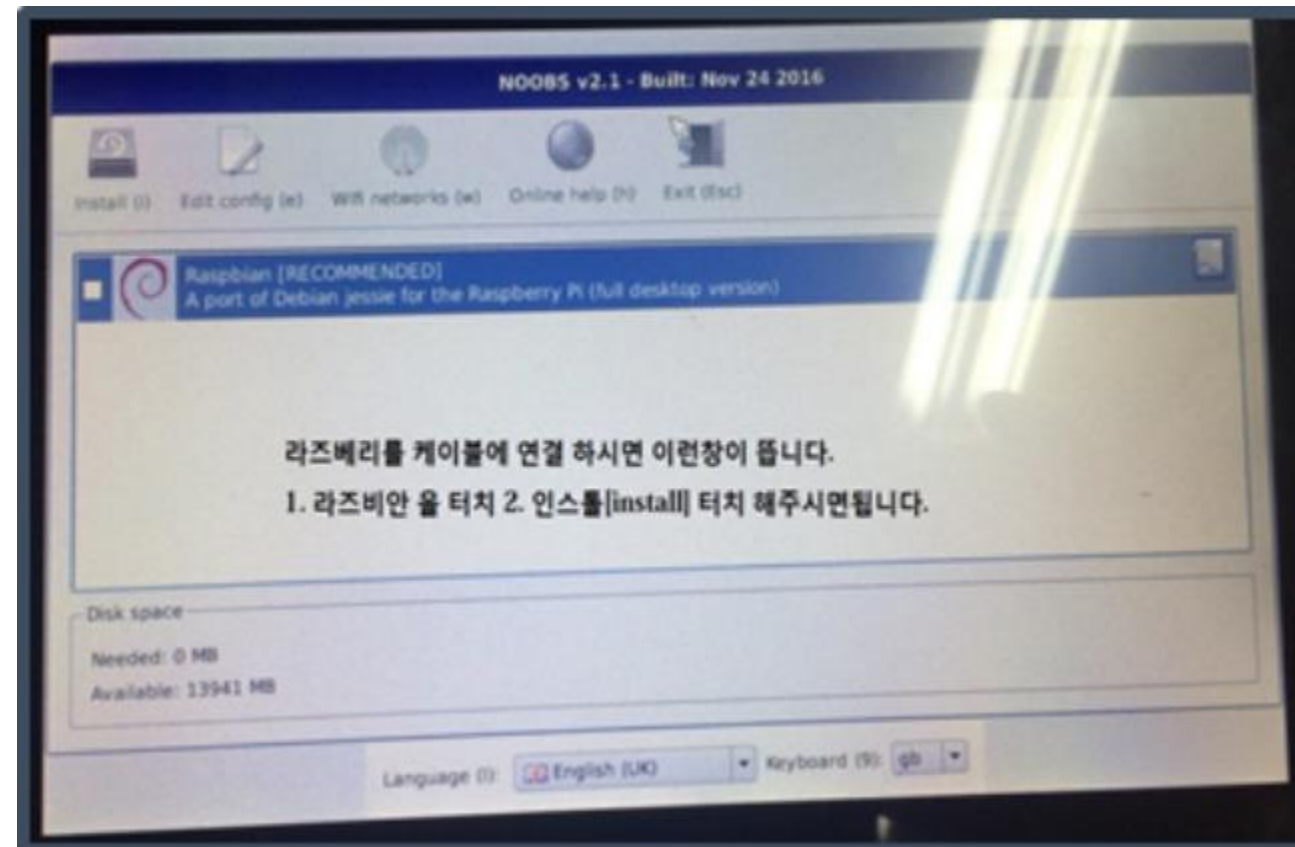 NOOBS v2.1 - Built: Nov 24 2016
Install (i) Edit config (e) Wifi networks (w) Online help (h) Exit (Esc)
Raspbian [RECOMMENDED]
A port of Debian jessie for the Raspberry Pi (full desktop version)
라즈베리를 케이블에 연결 하시면 이런창이 뜹니다.
1. 라즈비안 을 터치 2. 인스톨[install] 터치 해주시면됩니다.
Disk space
Needed: 0 MB
Available: 13941 MB
Language (l): English (UK) Keyboard (9): gb